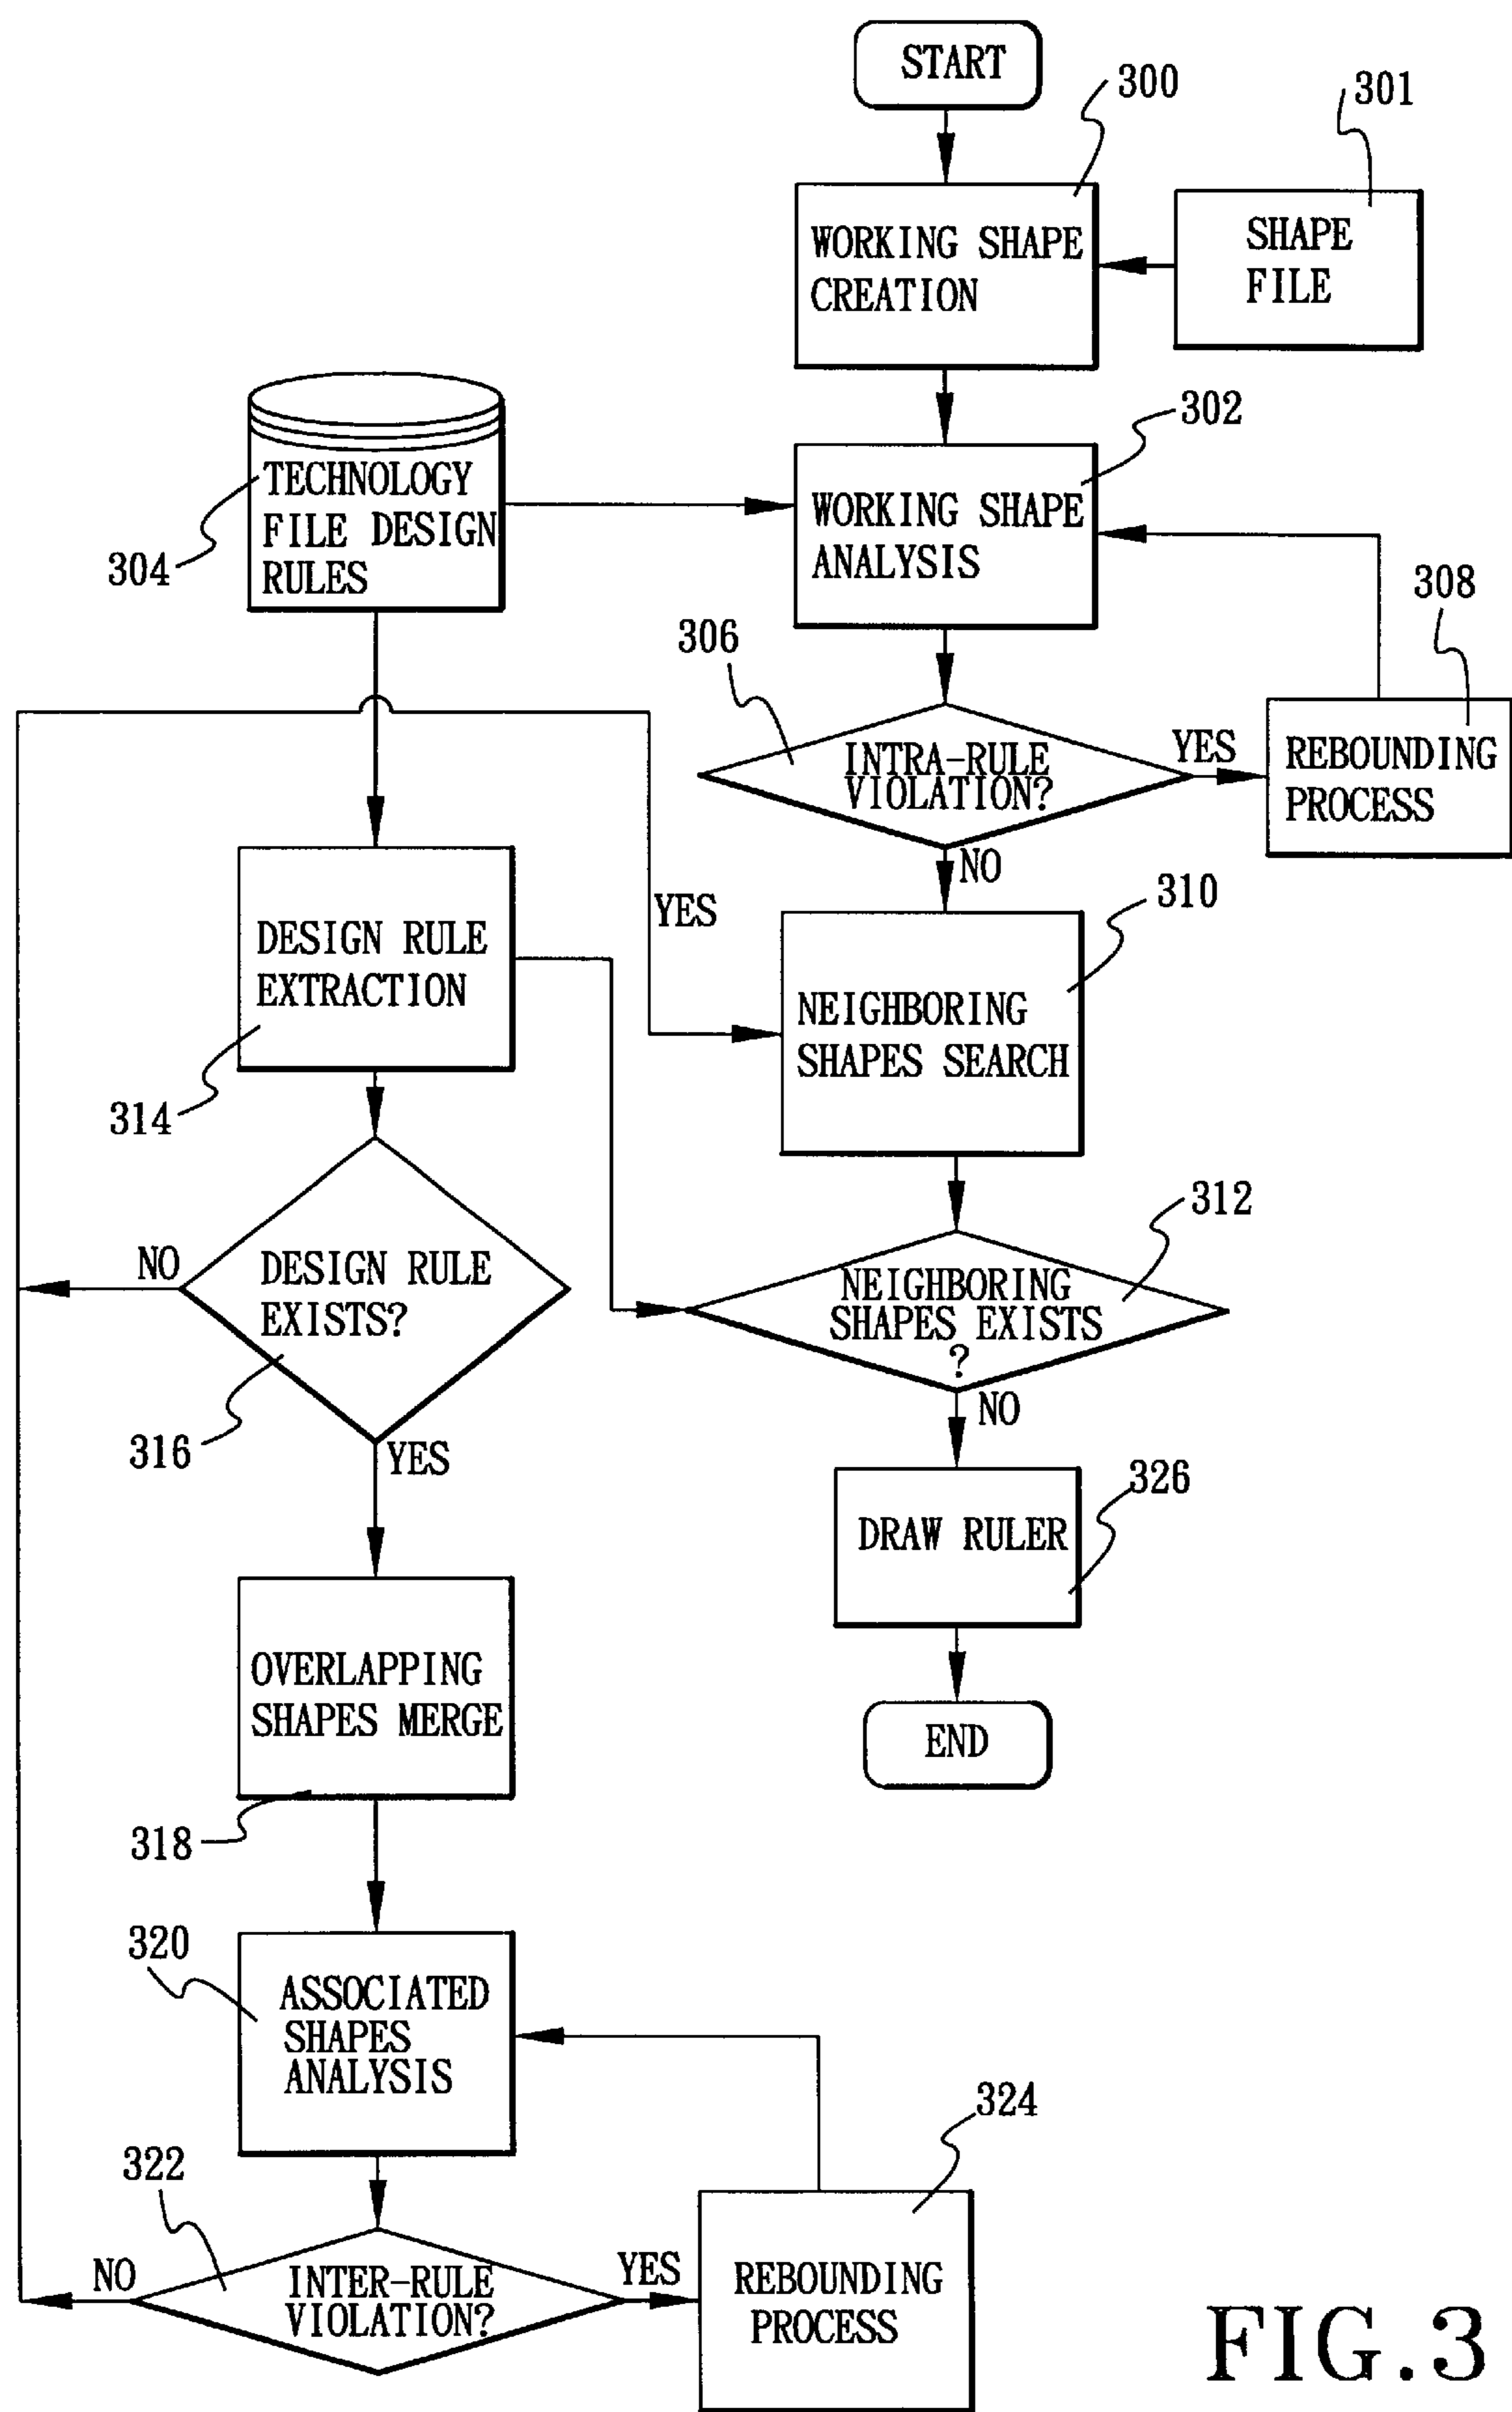 START
300
301
WORKING SHAPE
CREATION
SHAPE
FILE
302
TECHNOLOGY
FILE DESIGN
RULES
304
WORKING SHAPE
ANALYSIS
308
306
INTRA-RULE
VIOLATION?
YES
REBOUNDING
PROCESS
NO
310
YES
DESIGN RULE
EXTRACTION
314
NEIGHBORING
SHAPES SEARCH
312
NO
DESIGN RULE
EXISTS?
316
YES
NEIGHBORING
SHAPES EXISTS
?
NO
326
DRAW RULER
OVERLAPPING
SHAPES MERGE
318
END
320
ASSOCIATED
SHAPES
ANALYSIS
324
322
NO
INTER-RULE
VIOLATION?
YES
REBOUNDING
PROCESS
FIG.3